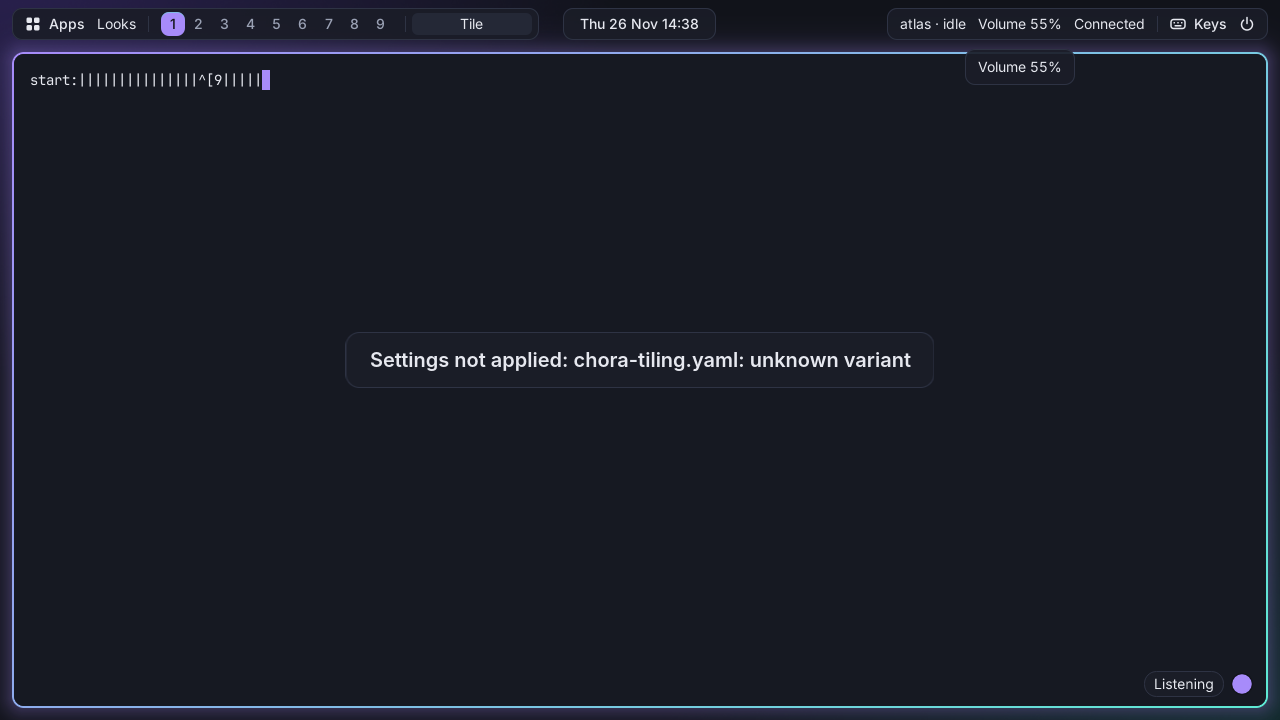 Apps Looks 1 2 3 4 5 6 7 8 9 Tile Thu 26 Nov 14:38 atlas · idle Volume 55% Connected Keys
Volume 55%
start:|||||||||||||||^[9|||||
Settings not applied: chora-tiling.yaml: unknown variant
Listening